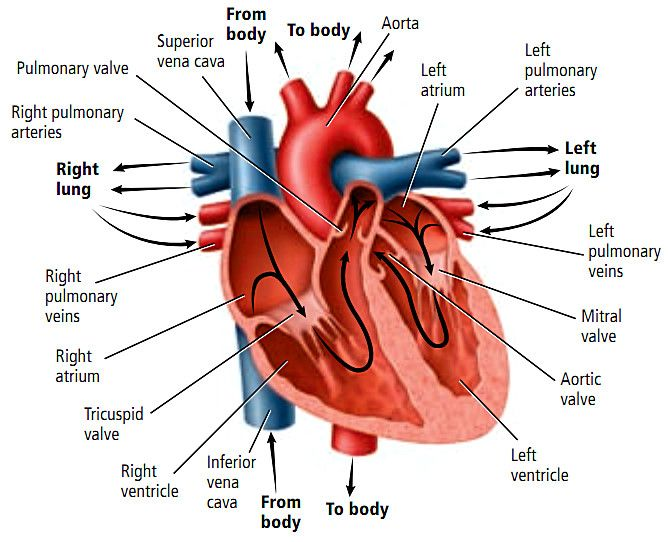 From
body
To body
Aorta
Superior
vena cava
Pulmonary valve
Left
atrium
Left
pulmonary
arteries
Right pulmonary
arteries
Right
lung
Left
lung
Left
pulmonary
veins
Right
pulmonary
veins
Mitral
valve
Right
atrium
Aortic
valve
Tricuspid
valve
Left
ventricle
Right
ventricle
Inferior
vena
cava
From
body
To body